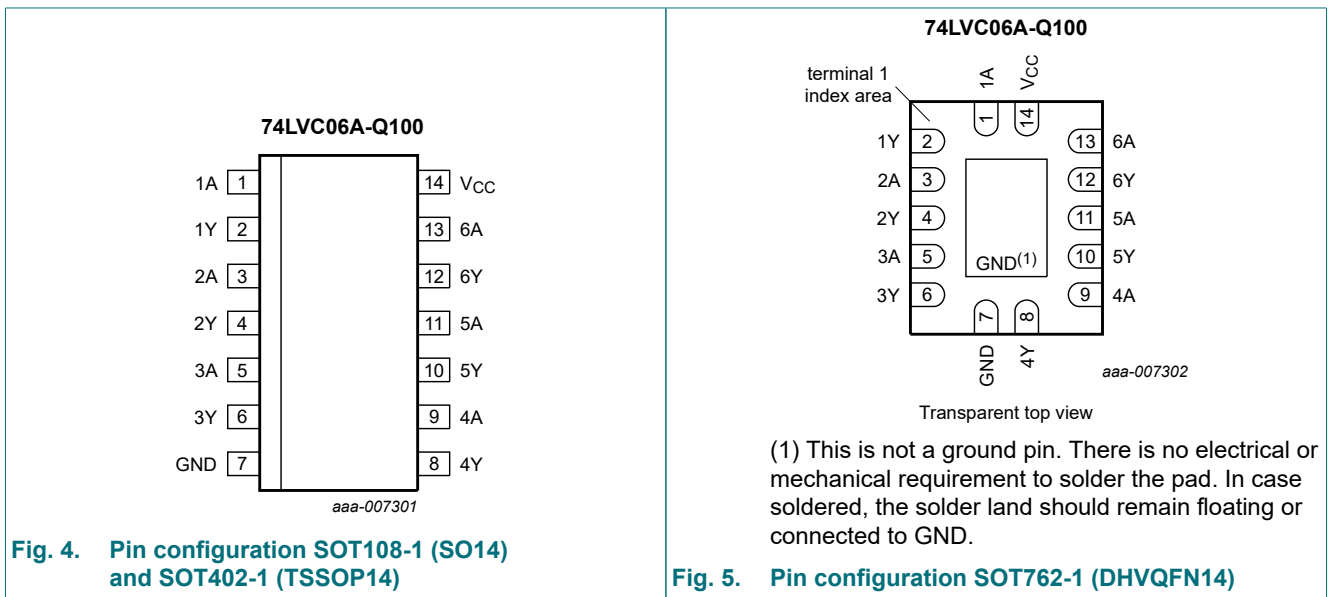 74LVC06A-Q100
1A 1
14 VCC
1Y 2
13 6A
2A 3
12 6Y
2Y 4
11 5A
3A 5
10 5Y
3Y 6
9 4A
GND 7
8 4Y
aaa-007301
Fig. 4. Pin configuration SOT108-1 (SO14)
and SOT402-1 (TSSOP14)
74LVC06A-Q100
terminal 1
index area
1A
VCC
1
14
1Y 2
13 6A
2A 3
12 6Y
2Y 4
11 5A
3A 5
10 5Y
GND(1)
3Y 6
9 4A
7
8
GND
4Y
aaa-007302
Transparent top view
(1) This is not a ground pin. There is no electrical or
mechanical requirement to solder the pad. In case
soldered, the solder land should remain floating or
connected to GND.
Fig. 5. Pin configuration SOT762-1 (DHVQFN14)